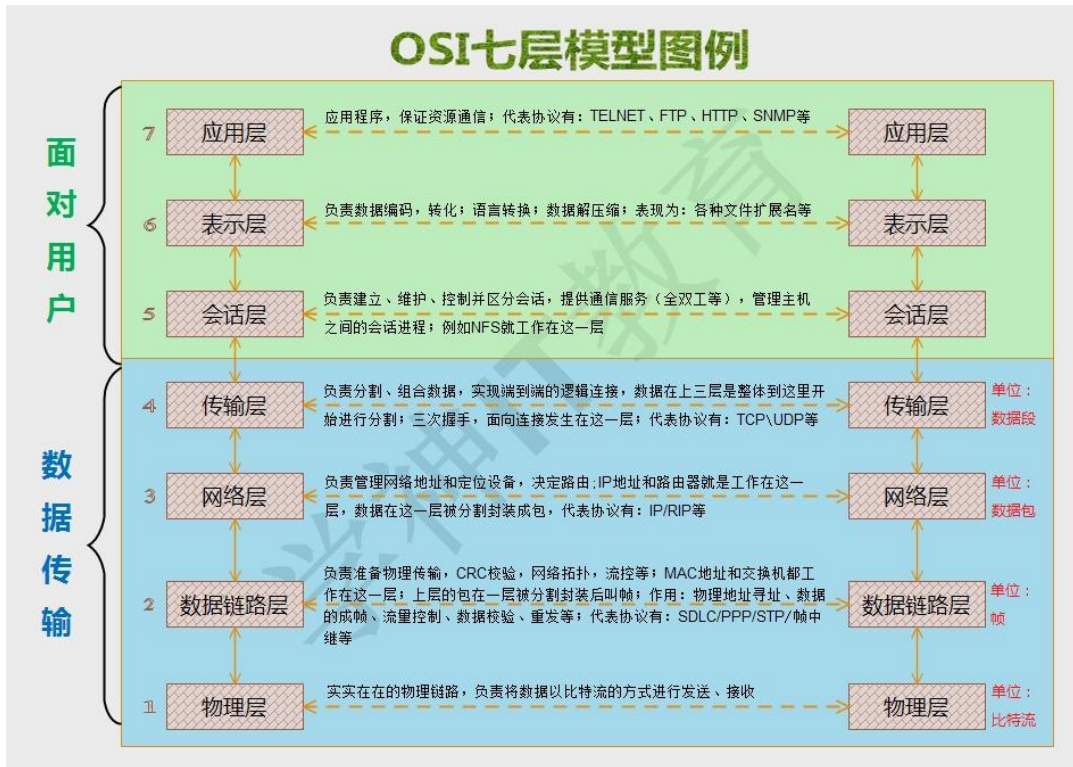 OSI七层模型图例
面对用户
7
应用层
应用程序，保证资源通信；代表协议有：TELNET、FTP、HTTP、SNMP等
应用层
6
表示层
负责数据编码，转化；语言转换；数据解压缩；表现为：各种文件扩展名等
表示层
5
会话层
负责建立、维护、控制并区分会话，提供通信服务（全双工等），管理主机
之间的会话进程；例如NFS就工作在这一层
会话层
数据传输
4
传输层
负责分割、组合数据，实现端到端的逻辑连接，数据在上三层是整体到这里开
始进行分割；三次握手，面向连接发生在这一层；代表协议有：TCP\UDP等
传输层
单位：
数据段
3
网络层
负责管理网络地址和定位设备，决定路由;IP地址和路由器就是工作在这一
层，数据在这一层被分割封装成包，代表协议有：IP/RIP等
网络层
单位：
数据包
2
数据链路层
负责准备物理传输，CRC校验，网络拓扑，流控等；MAC地址和交换机都工
作在这一层；上层的包在一层被分割封装后叫帧；作用：物理地址寻址、数据
的成帧、流量控制、数据校验、重发等；代表协议有：SDLC/PPP/STP/帧中
继等
数据链路层
单位：
帧
1
物理层
实实在在的物理链路，负责将数据以比特流的方式进行发送、接收
物理层
单位：
比特流
学神IT教育